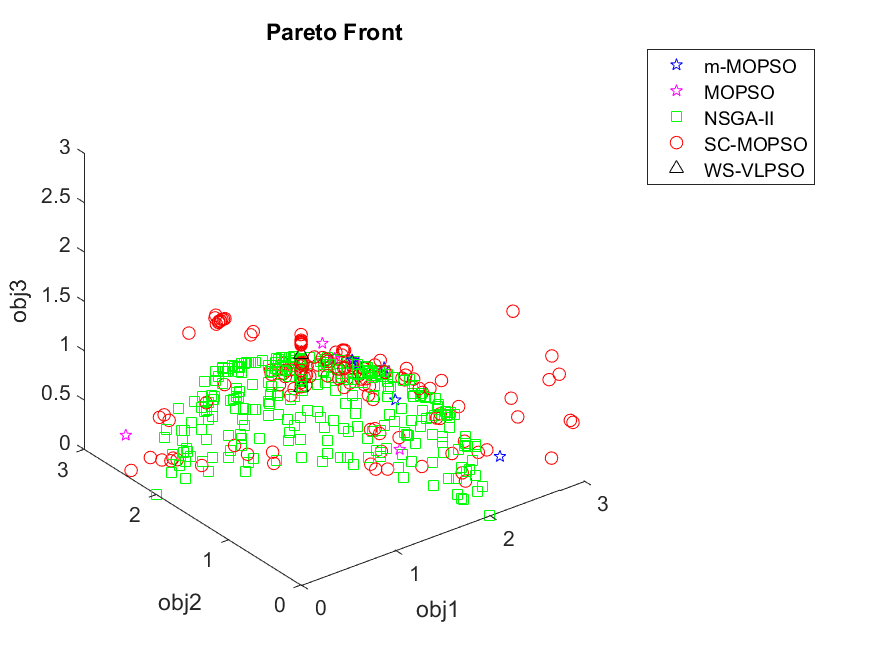 Pareto Front
m-MOPSO
MOPSO
NSGA-II
SC-MOPSO
WS-VLPSO
3
2.5
2
1.5
1
0.5
0
obj3
3
2
1
0
obj2
0
1
2
3
obj1